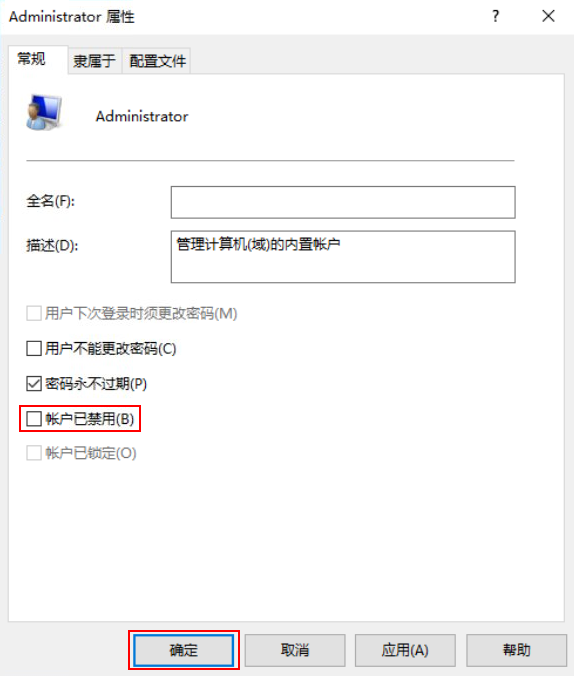 Administrator 属性
常规 隶属于 配置文件
Administrator
全名(F):
描述(D): 管理计算机(域)的内置帐户
用户下次登录时须更改密码(M)
用户不能更改密码(C)
密码永不过期(P)
帐户已禁用(B)
帐户已锁定(O)
确定 取消 应用(A) 帮助